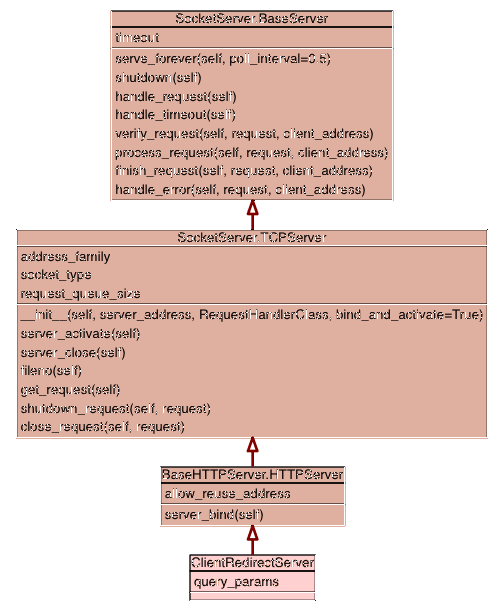 SocketServer.BaseServer
timeout
serve_forever(self, poll_interval=0.5)
shutdown(self)
handle_request(self)
handle_timeout(self)
verify_request(self, request, client_address)
process_request(self, request, client_address)
finish_request(self, request, client_address)
handle_error(self, request, client_address)
SocketServer.TCPServer
address_family
socket_type
request_queue_size
__init__(self, server_address, RequestHandlerClass, bind_and_activate=True)
server_activate(self)
server_close(self)
fileno(self)
get_request(self)
shutdown_request(self, request)
close_request(self, request)
BaseHTTPServer.HTTPServer
allow_reuse_address
server_bind(self)
ClientRedirectServer
query_params